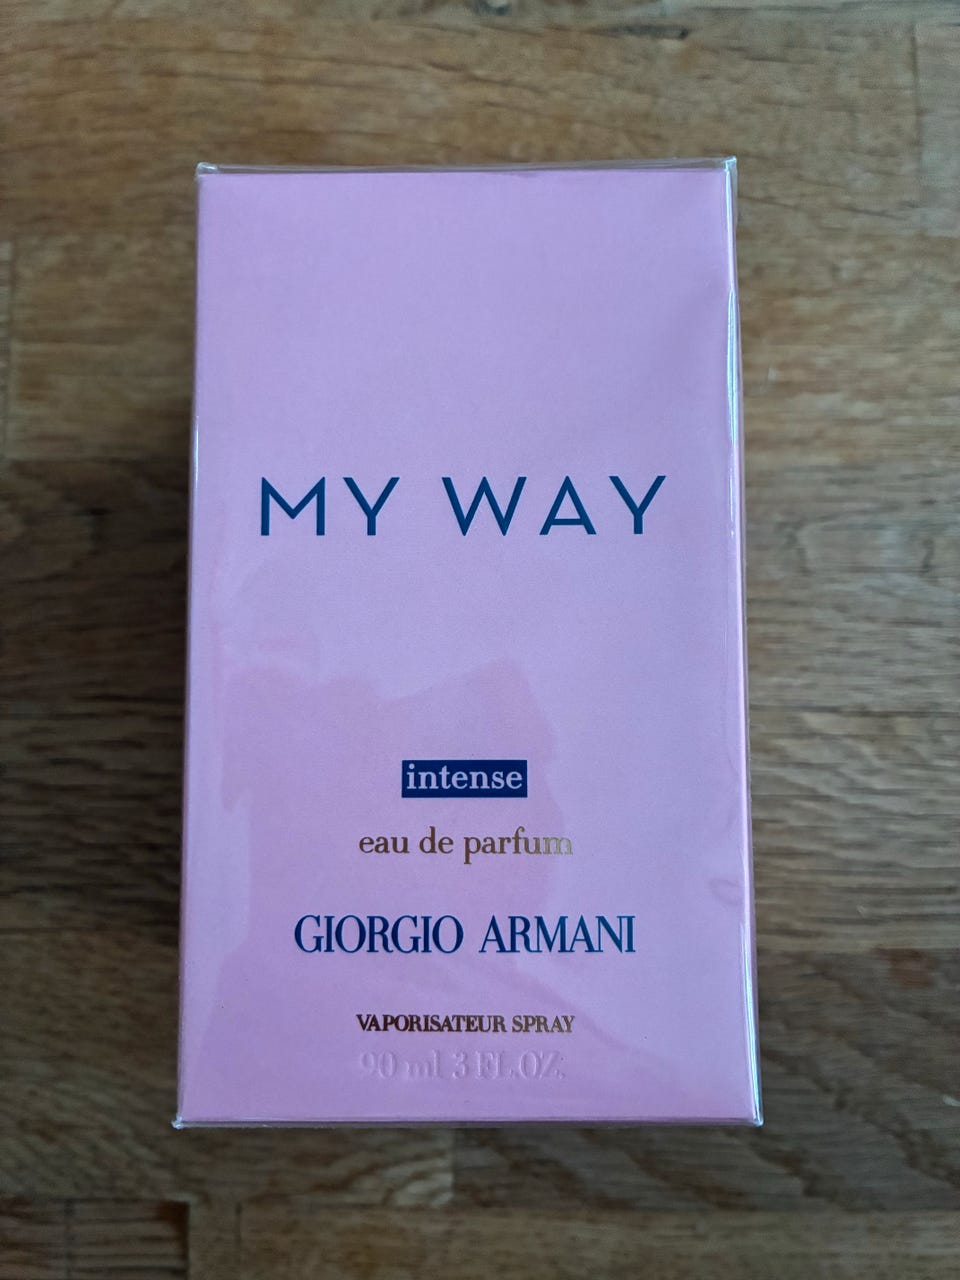 MY WAY
intense
eau de parfum
GIORGIO ARMANI
VAPORISATEUR SPRAY
90 ml 3 FL.OZ.